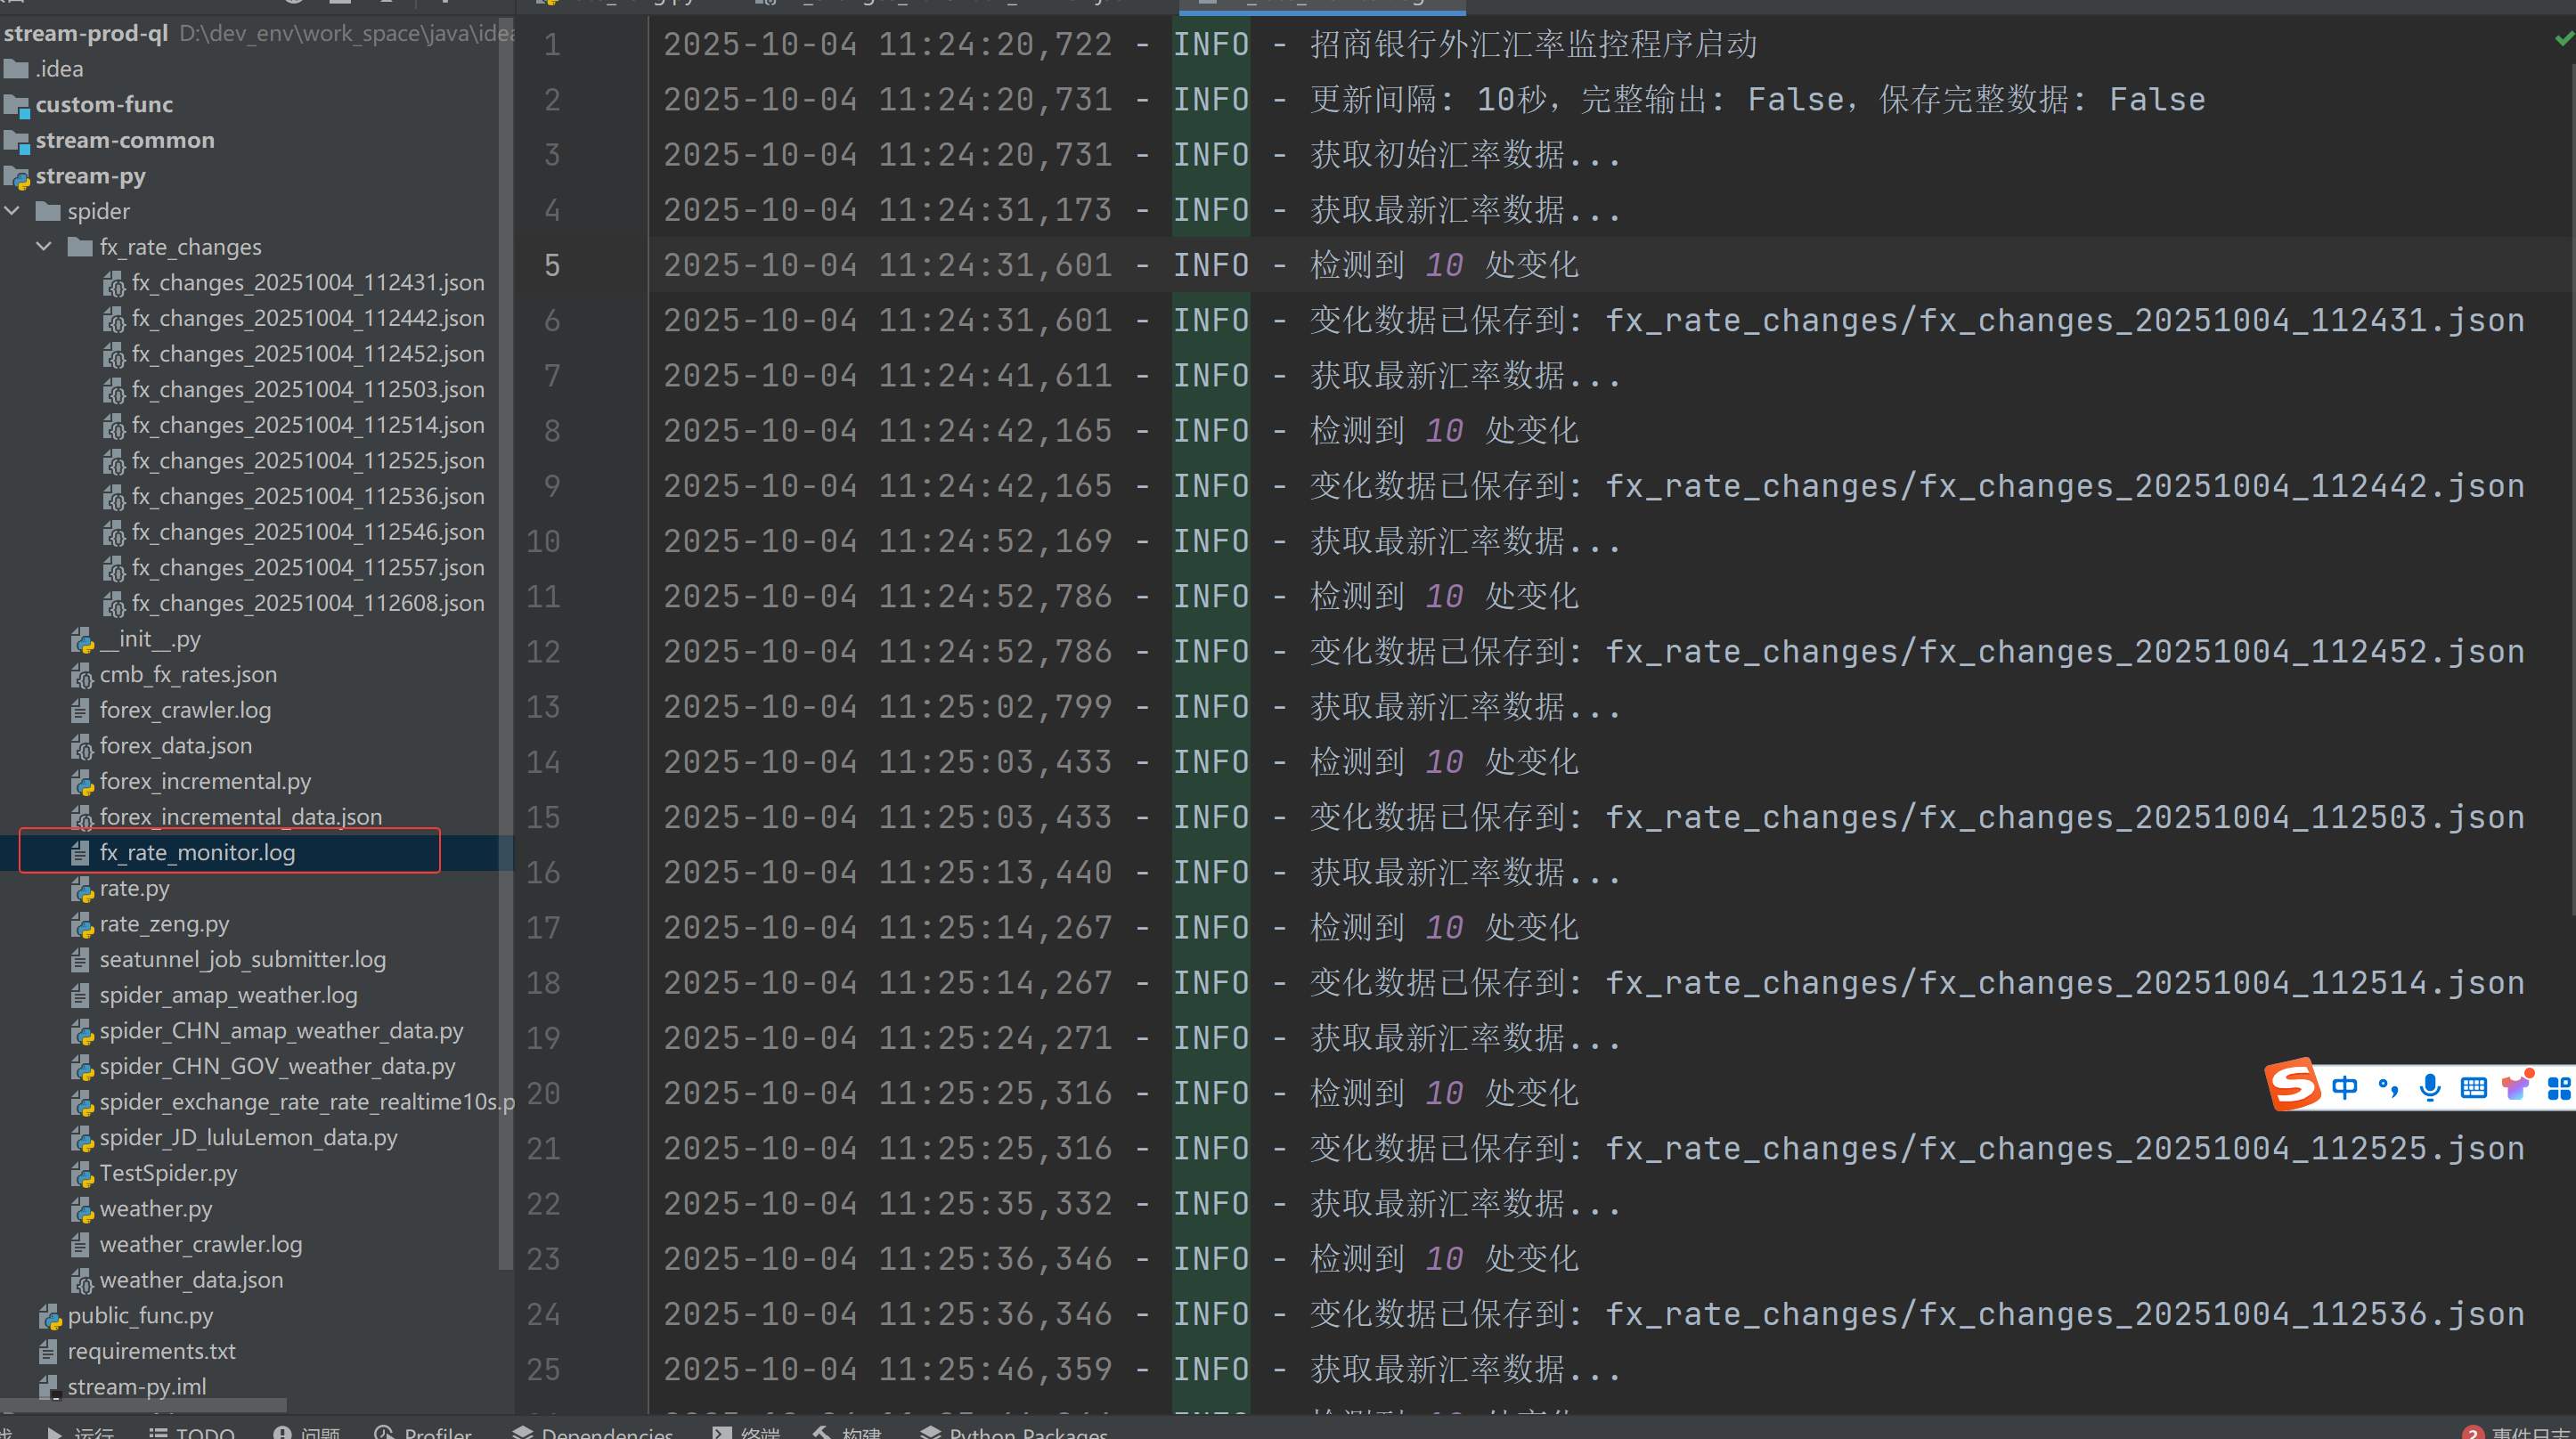 stream-prod-ql D:\dev_env\work_space\java\idea
.idea
custom-func
stream-common
stream-py
spider
fx_rate_changes
fx_changes_20251004_112431.json
fx_changes_20251004_112442.json
fx_changes_20251004_112452.json
fx_changes_20251004_112503.json
fx_changes_20251004_112514.json
fx_changes_20251004_112525.json
fx_changes_20251004_112536.json
fx_changes_20251004_112546.json
fx_changes_20251004_112557.json
fx_changes_20251004_112608.json
__init__.py
cmb_fx_rates.json
forex_crawler.log
forex_data.json
forex_incremental.py
forex_incremental_data.json
fx_rate_monitor.log
rate.py
rate_zeng.py
seatunnel_job_submitter.log
spider_amap_weather.log
spider_CHN_amap_weather_data.py
spider_CHN_GOV_weather_data.py
spider_exchange_rate_rate_realtime10s.p
spider_JD_luluLemon_data.py
TestSpider.py
weather.py
weather_crawler.log
weather_data.json
public_func.py
requirements.txt
stream-py.iml
1 2025-10-04 11:24:20,722 - INFO - 招商银行外汇汇率监控程序启动
2 2025-10-04 11:24:20,731 - INFO - 更新间隔: 10秒，完整输出: False，保存完整数据: False
3 2025-10-04 11:24:20,731 - INFO - 获取初始汇率数据...
4 2025-10-04 11:24:31,173 - INFO - 获取最新汇率数据...
5 2025-10-04 11:24:31,601 - INFO - 检测到 10 处变化
6 2025-10-04 11:24:31,601 - INFO - 变化数据已保存到: fx_rate_changes/fx_changes_20251004_112431.json
7 2025-10-04 11:24:41,611 - INFO - 获取最新汇率数据...
8 2025-10-04 11:24:42,165 - INFO - 检测到 10 处变化
9 2025-10-04 11:24:42,165 - INFO - 变化数据已保存到: fx_rate_changes/fx_changes_20251004_112442.json
10 2025-10-04 11:24:52,169 - INFO - 获取最新汇率数据...
11 2025-10-04 11:24:52,786 - INFO - 检测到 10 处变化
12 2025-10-04 11:24:52,786 - INFO - 变化数据已保存到: fx_rate_changes/fx_changes_20251004_112452.json
13 2025-10-04 11:25:02,799 - INFO - 获取最新汇率数据...
14 2025-10-04 11:25:03,433 - INFO - 检测到 10 处变化
15 2025-10-04 11:25:03,433 - INFO - 变化数据已保存到: fx_rate_changes/fx_changes_20251004_112503.json
16 2025-10-04 11:25:13,440 - INFO - 获取最新汇率数据...
17 2025-10-04 11:25:14,267 - INFO - 检测到 10 处变化
18 2025-10-04 11:25:14,267 - INFO - 变化数据已保存到: fx_rate_changes/fx_changes_20251004_112514.json
19 2025-10-04 11:25:24,271 - INFO - 获取最新汇率数据...
20 2025-10-04 11:25:25,316 - INFO - 检测到 10 处变化
21 2025-10-04 11:25:25,316 - INFO - 变化数据已保存到: fx_rate_changes/fx_changes_20251004_112525.json
22 2025-10-04 11:25:35,332 - INFO - 获取最新汇率数据...
23 2025-10-04 11:25:36,346 - INFO - 检测到 10 处变化
24 2025-10-04 11:25:36,346 - INFO - 变化数据已保存到: fx_rate_changes/fx_changes_20251004_112536.json
25 2025-10-04 11:25:46,359 - INFO - 获取最新汇率数据...
中
运行 TODO 问题 Profiler Dependencies 终端 构建 Python Packages 2 事件日志